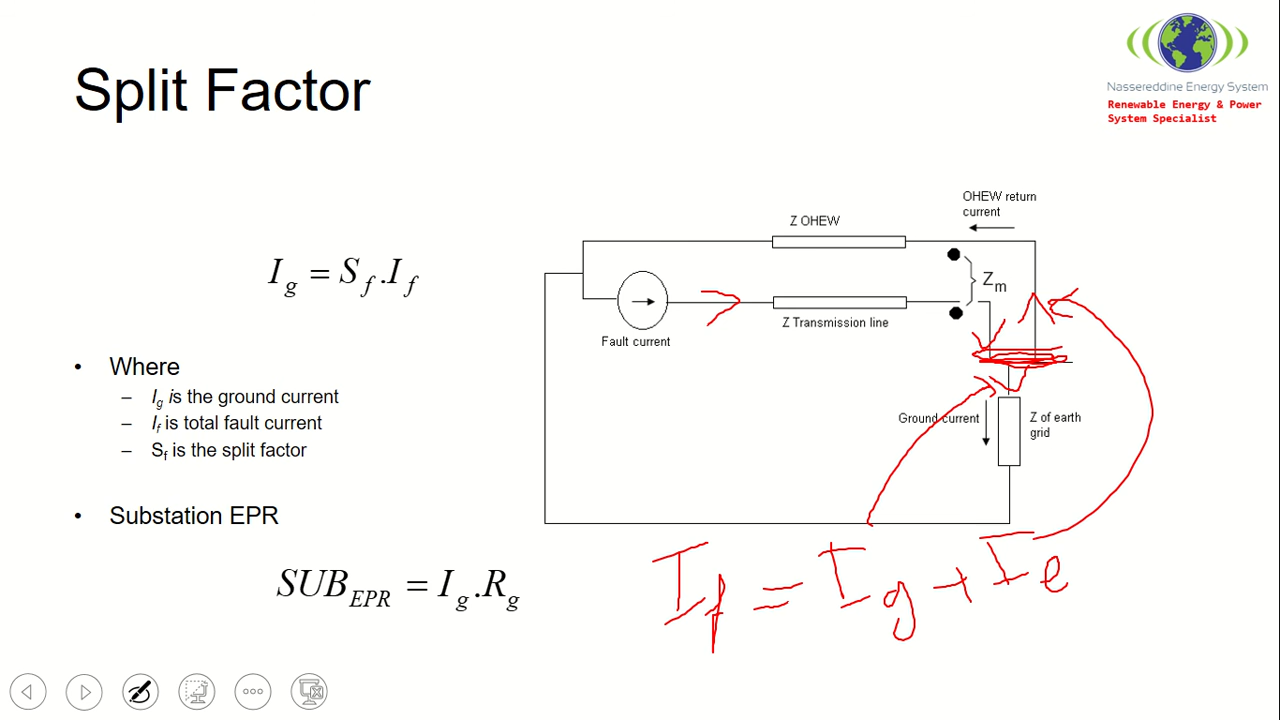 Split Factor
Nassereddine Energy System
Renewable Energy & Power
System Specialist
I_g = S_f . I_f
• Where
– I_g is the ground current
– I_f is total fault current
– S_f is the split factor
• Substation EPR
SUB_EPR = I_g . R_g
OHEW return
current
Z OHEW
Z_m
Z Transmission line
Fault current
Ground current
Z of earth
grid
I_f = I_g + I_e